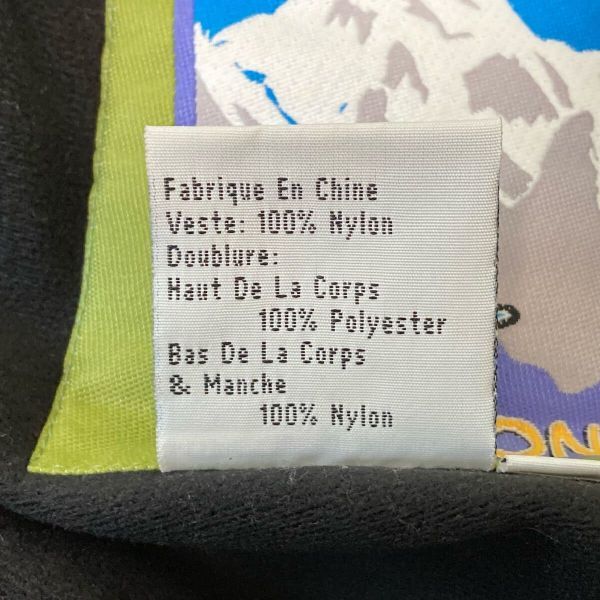 Fabrique En Chine
Veste: 100% Nylon
Doublure:
Haut De La Corps
100% Polyester
Bas De La Corps
& Manche
100% Nylon